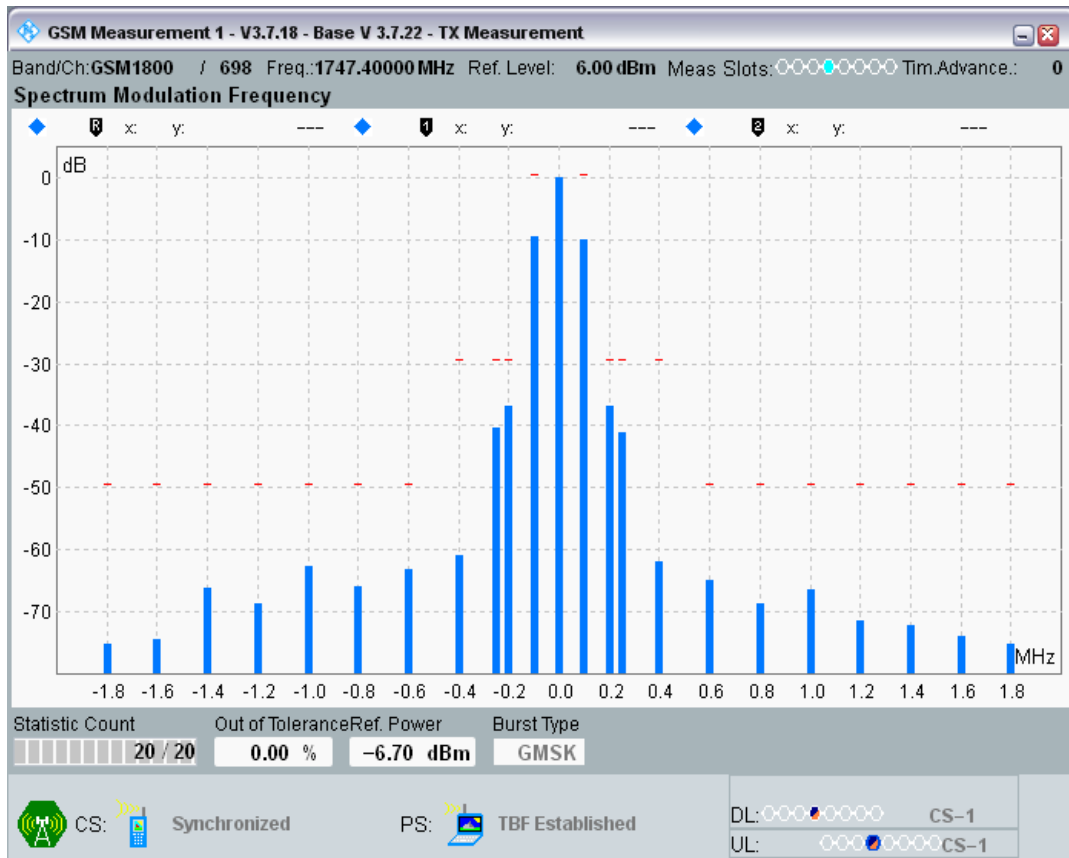 GSM Measurement 1 - V3.7.18 - Base V 3.7.22 - TX Measurement
Band/Ch:GSM1800 / 698 Freq.:1747.40000 MHz Ref. Level: 6.00 dBm Meas Slots: Tim.Advance.: 0
Spectrum Modulation Frequency
R x: y: --- 1 x: y: --- 2 x: y: ---
dB
0
-10
-20
-30
-40
-50
-60
-70
MHz
-1.8 -1.6 -1.4 -1.2 -1.0 -0.8 -0.6 -0.4 -0.2 0.0 0.2 0.4 0.6 0.8 1.0 1.2 1.4 1.6 1.8
Statistic Count Out of Tolerance Ref. Power Burst Type
20 / 20 0.00 % −6.70 dBm GMSK
CS: Synchronized PS: TBF Established
DL: CS−1
UL: CS−1